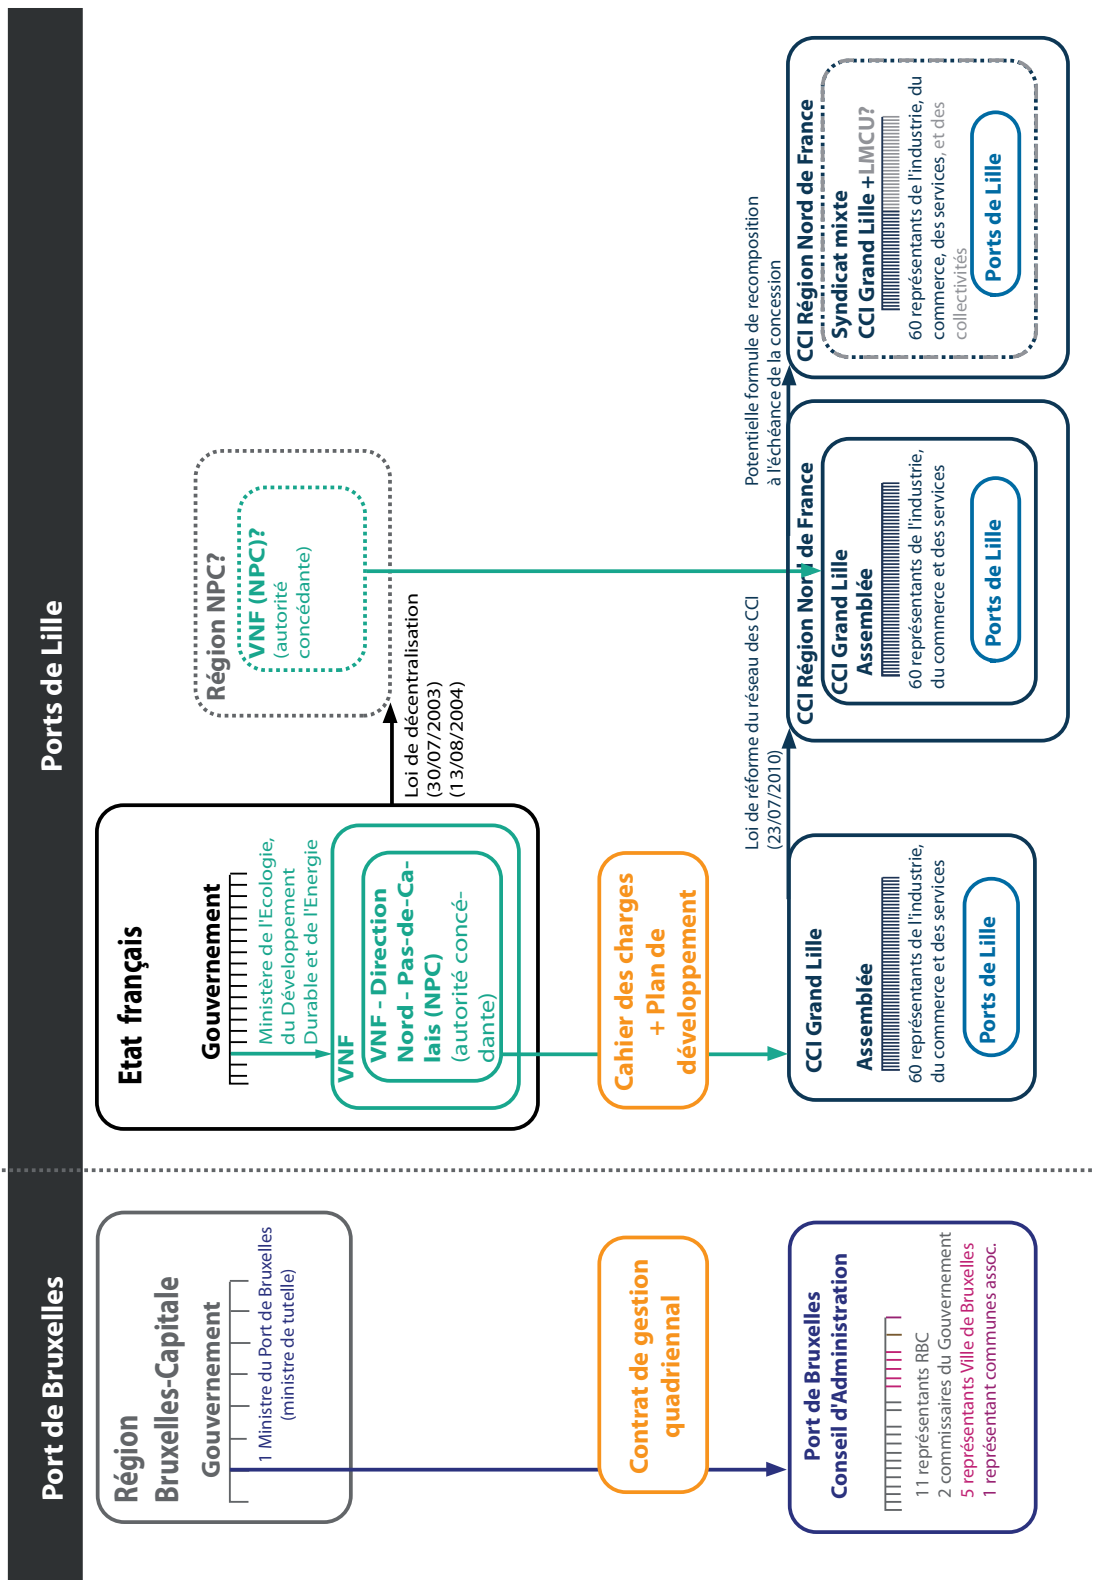 Port de Bruxelles
Ports de Lille
Région
Bruxelles-Capitale
Gouvernement
1 Ministre du Port de Bruxelles
(ministre de tutelle)
Contrat de gestion
quadriennal
Port de Bruxelles
Conseil d'Administration
11 représentants RBC
2 commissaires du Gouvernement
5 représentants Ville de Bruxelles
1 représentant communes assoc.
Etat français
Gouvernement
Ministère de l'Ecologie,
du Développement
Durable et de l'Energie
VNF
VNF - Direction
Nord - Pas-de-Ca-
lais (NPC)
(autorité concé-
dante)
Loi de décentralisation
(30/07/2003)
(13/08/2004)
Région NPC?
VNF (NPC)?
(autorité
concédante)
Cahier des charges
+ Plan de
développement
CCI Grand Lille
Assemblée
60 représentants de l'industrie,
du commerce et des services
Ports de Lille
Loi de réforme du réseau des CCI
(23/07/2010)
CCI Région Nord de France
CCI Grand Lille
Assemblée
60 représentants de l'industrie,
du commerce et des services
Ports de Lille
Potentielle formule de recomposition
à l'échéance de la concession
CCI Région Nord de France
Syndicat mixte
CCI Grand Lille +LMCU?
60 représentants de l'industrie, du
commerce, des services, et des
collectivités
Ports de Lille